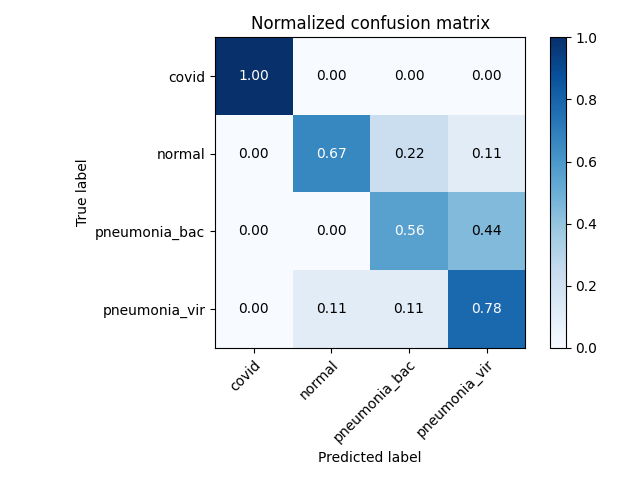 Normalized confusion matrix
True label
covid 1.00 0.00 0.00 0.00
normal 0.00 0.67 0.22 0.11
pneumonia_bac 0.00 0.00 0.56 0.44
pneumonia_vir 0.00 0.11 0.11 0.78
covid normal pneumonia_bac pneumonia_vir
Predicted label
1.0
0.8
0.6
0.4
0.2
0.0